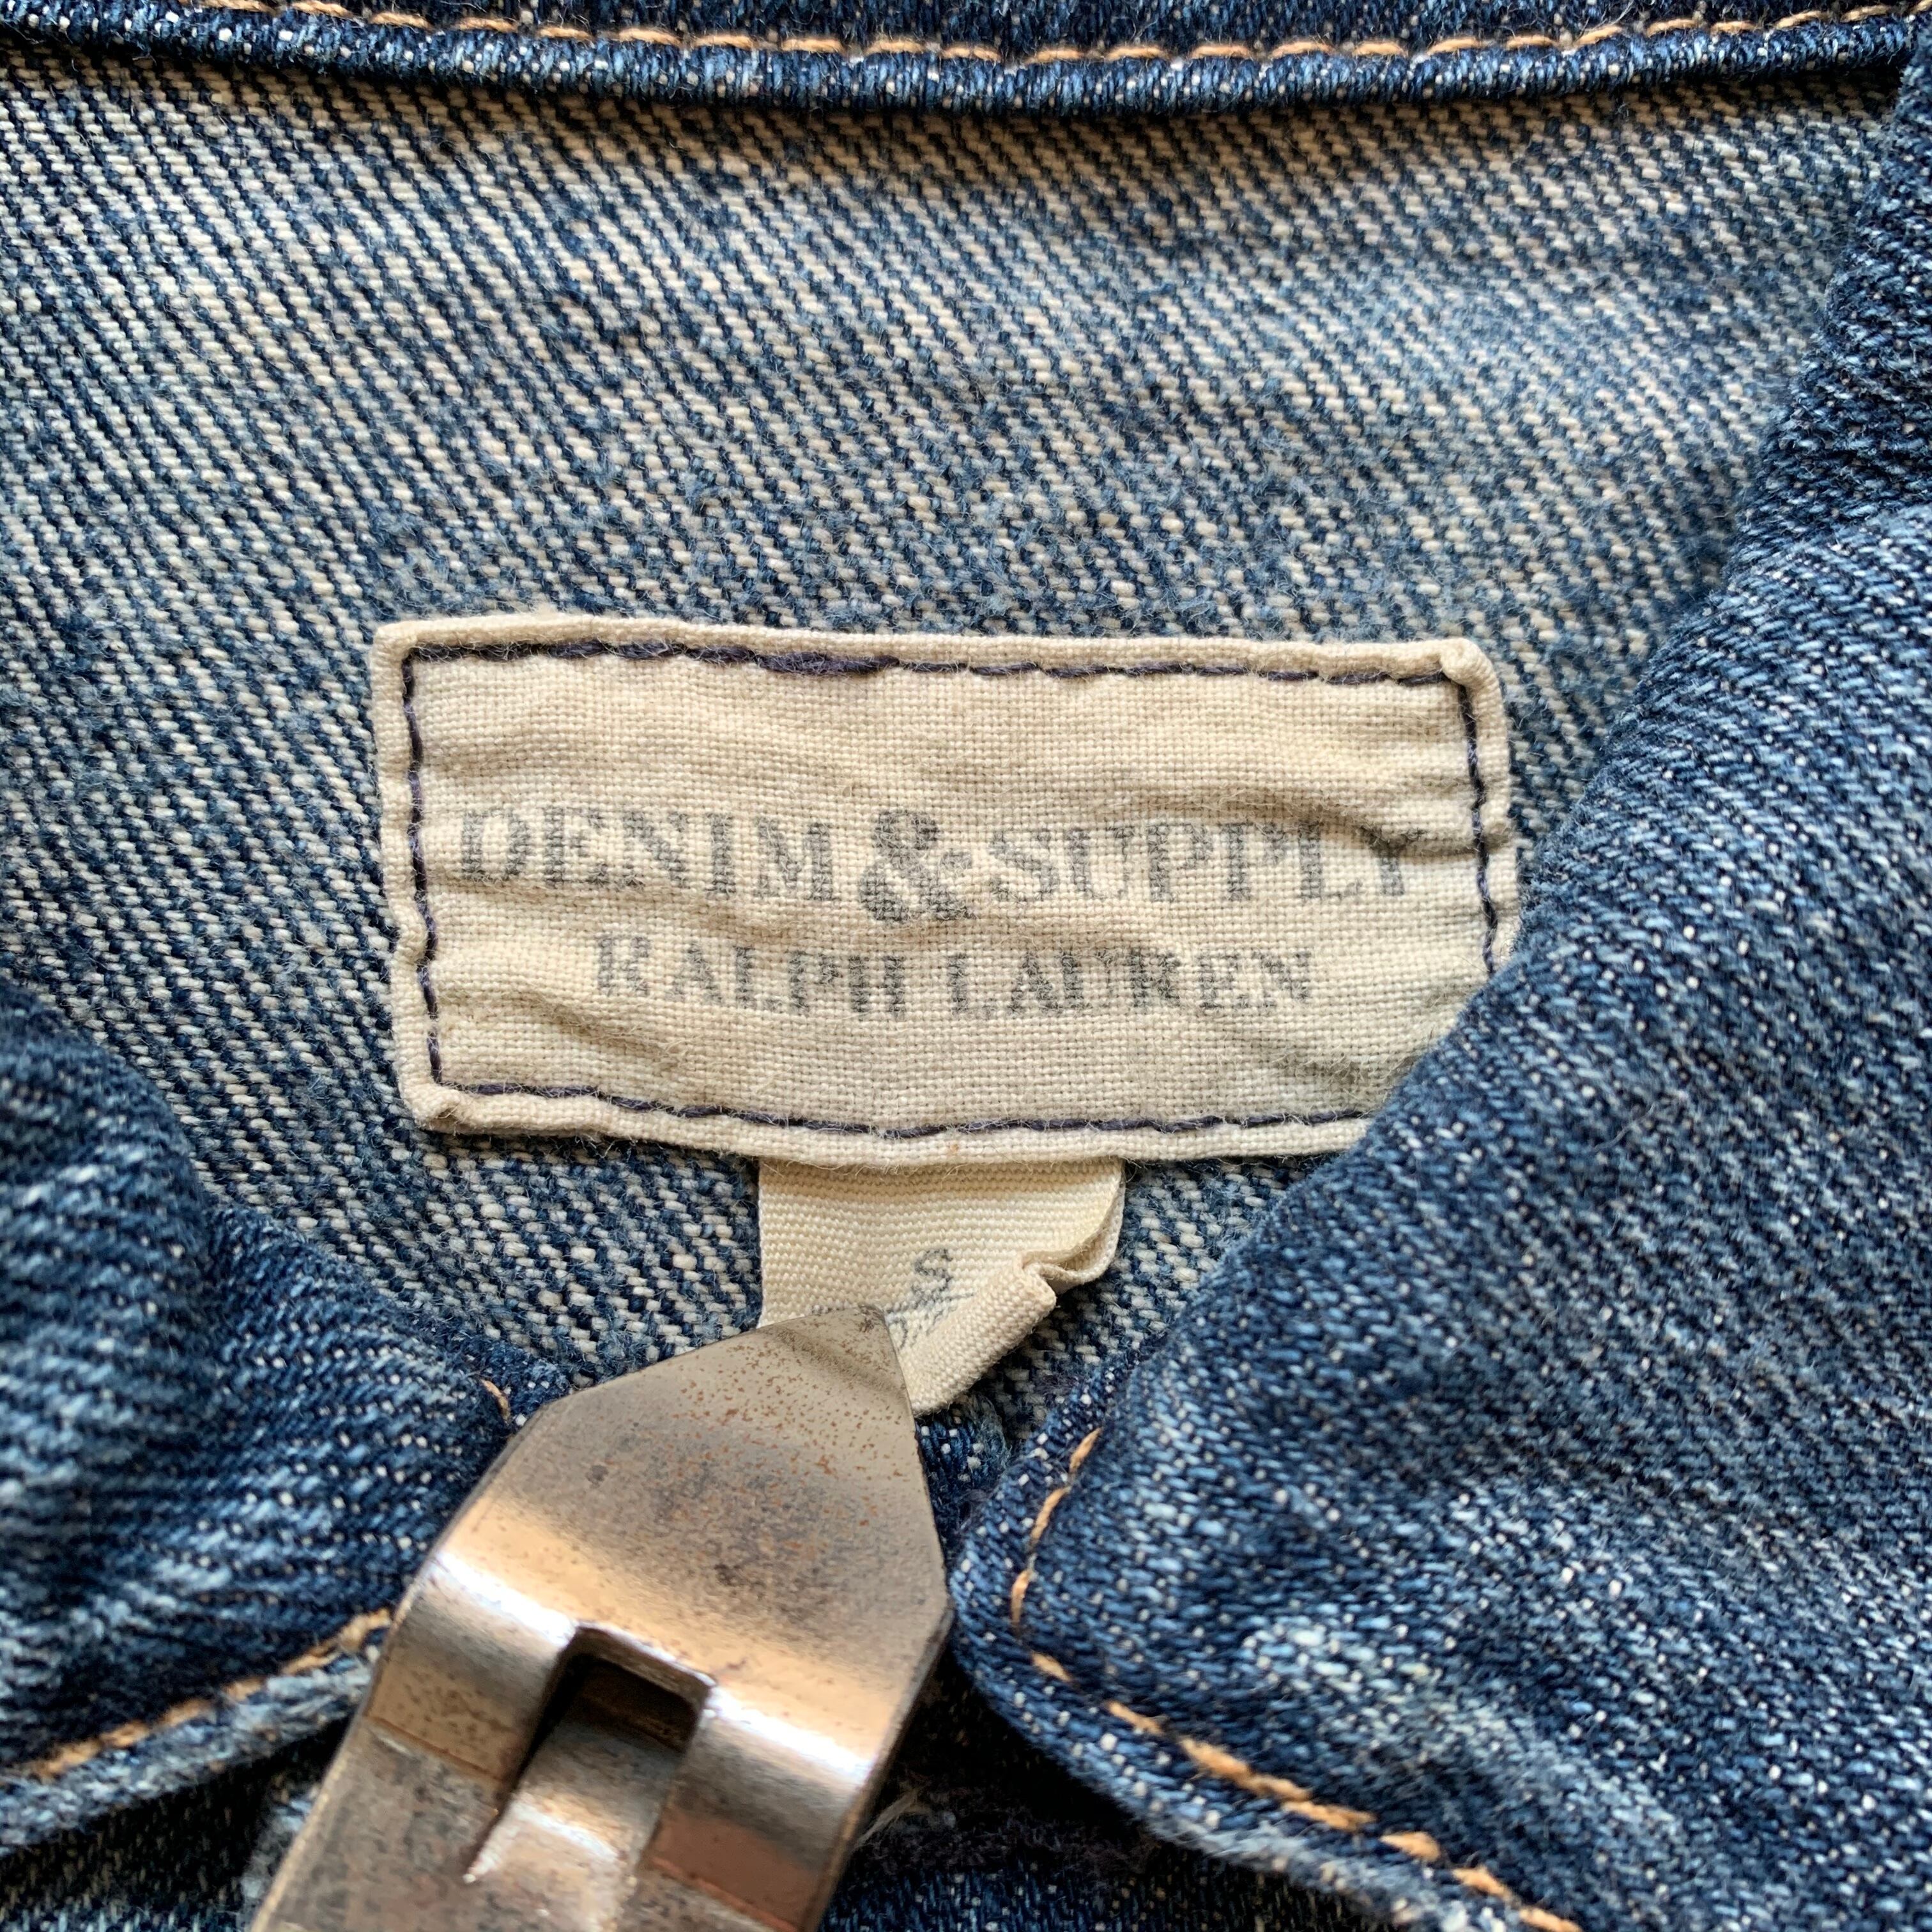 DENIM & SUPPLY
RALPH LAUREN
S